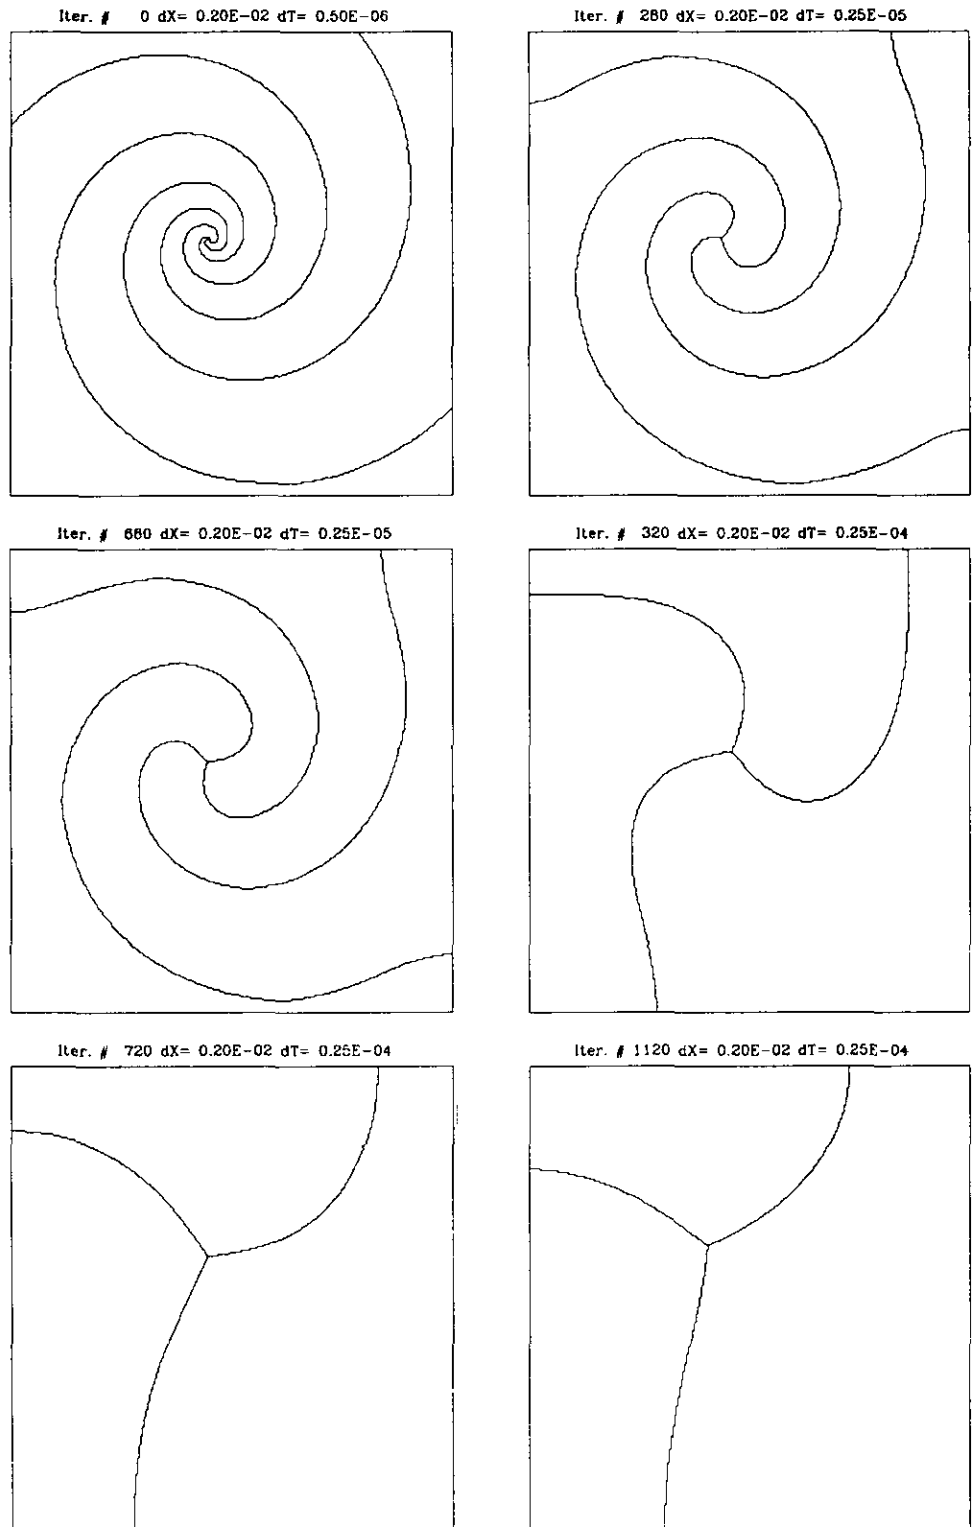 Iter. # 0 dX= 0.20E-02 dT= 0.50E-06
Iter. # 280 dX= 0.20E-02 dT= 0.25E-05
Iter. # 680 dX= 0.20E-02 dT= 0.25E-05
Iter. # 320 dX= 0.20E-02 dT= 0.25E-04
Iter. # 720 dX= 0.20E-02 dT= 0.25E-04
Iter. # 1120 dX= 0.20E-02 dT= 0.25E-04